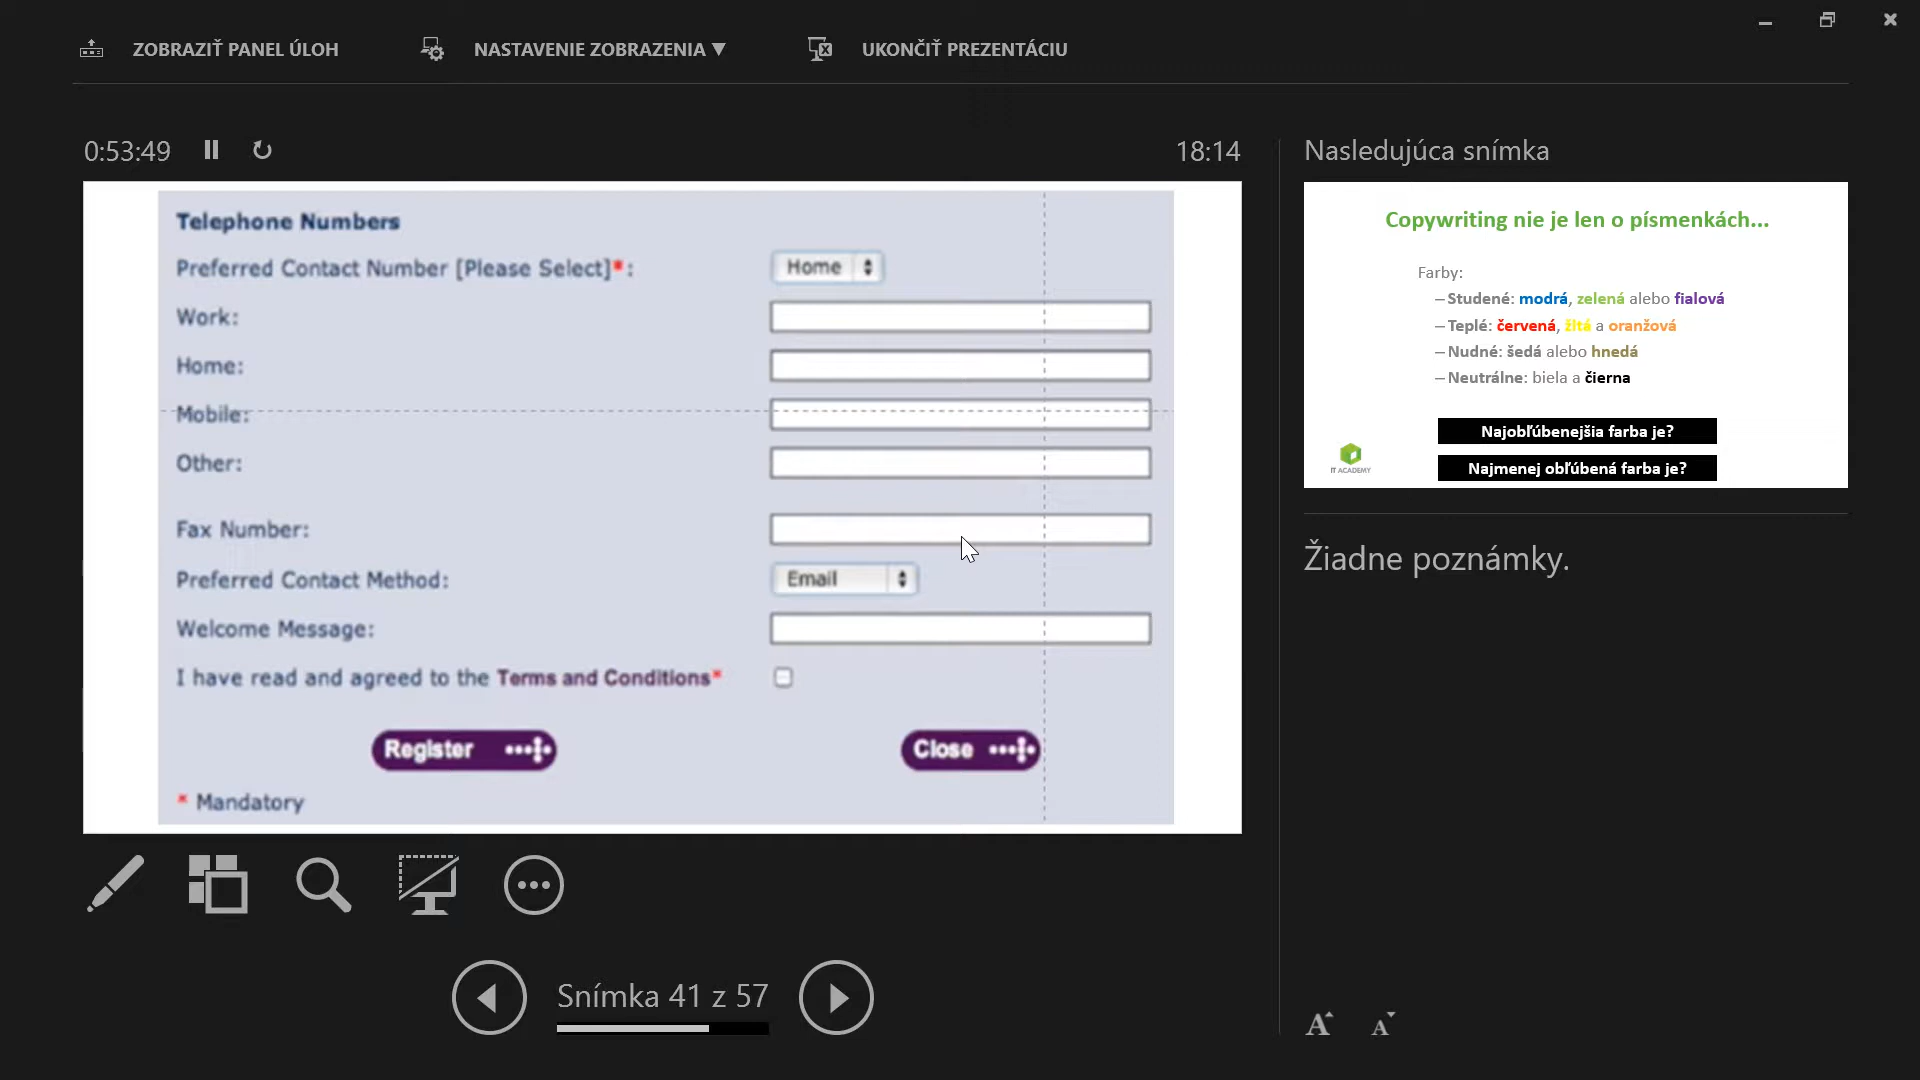 ZOBRAZIŤ PANEL ÚLOH
NASTAVENIE ZOBRAZENIA ▼
UKONČIŤ PREZENTÁCIU
0:53:49
18:14
Telephone Numbers
Preferred Contact Number [Please Select]*:
Home
Work:
Home:
Mobile:
Other:
Fax Number:
Preferred Contact Method:
Email
Welcome Message:
I have read and agreed to the Terms and Conditions*
Register
Close
* Mandatory
Snímka 41 z 57
Nasledujúca snímka
Copywriting nie je len o písmenkách...
Farby:
– Studené: modrá, zelená alebo fialová
– Teplé: červená, žltá a oranžová
– Nudné: šedá alebo hnedá
– Neutrálne: biela a čierna
Najobľúbenejšia farba je?
Najmenej obľúbená farba je?
IT ACADEMY
Žiadne poznámky.
A A